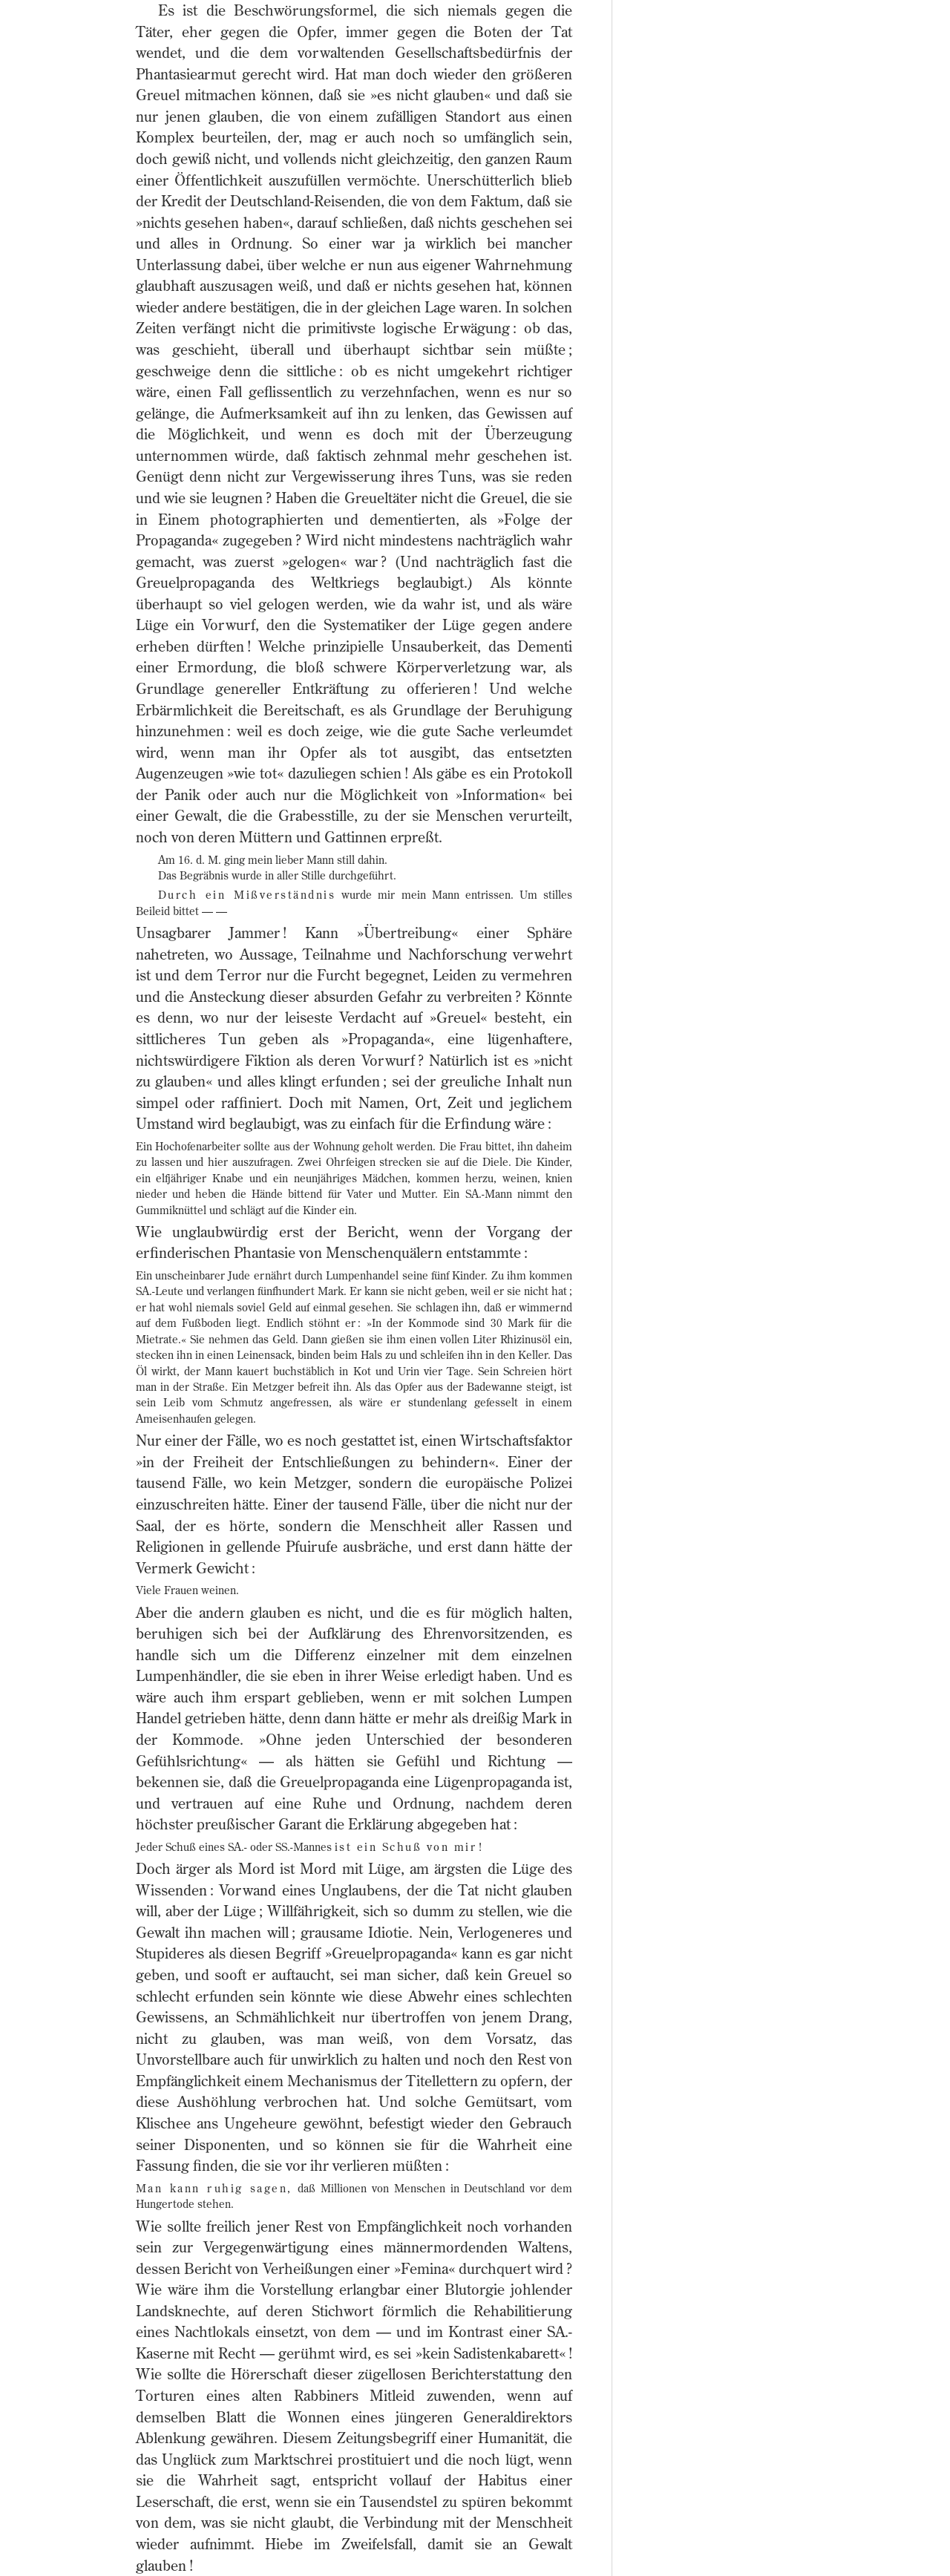 Es ist die Beschwörungsformel, die sich niemals gegen die
Täter, eher gegen die Opfer, immer gegen die Boten der Tat
wendet, und die dem vorwaltenden Gesellschaftsbedürfnis der
Phantasiearmut gerecht wird. Hat man doch wieder den größeren
Greuel mitmachen können, daß sie »es nicht glauben« und daß sie
nur jenen glauben, die von einem zufälligen Standort aus einen
Komplex beurteilen, der, mag er auch noch so umfänglich sein,
doch gewiß nicht, und vollends nicht gleichzeitig, den ganzen Raum
einer Öffentlichkeit auszufüllen vermöchte. Unerschütterlich blieb
der Kredit der Deutschland-Reisenden, die von dem Faktum, daß sie
»nichts gesehen haben«, darauf schließen, daß nichts geschehen sei
und alles in Ordnung. So einer war ja wirklich bei mancher
Unterlassung dabei, über welche er nun aus eigener Wahrnehmung
glaubhaft auszusagen weiß, und daß er nichts gesehen hat, können
wieder andere bestätigen, die in der gleichen Lage waren. In solchen
Zeiten verfängt nicht die primitivste logische Erwägung : ob das,
was geschieht, überall und überhaupt sichtbar sein müßte ;
geschweige denn die sittliche : ob es nicht umgekehrt richtiger
wäre, einen Fall geflissentlich zu verzehnfachen, wenn es nur so
gelänge, die Aufmerksamkeit auf ihn zu lenken, das Gewissen auf
die Möglichkeit, und wenn es doch mit der Überzeugung
unternommen würde, daß faktisch zehnmal mehr geschehen ist.
Genügt denn nicht zur Vergewisserung ihres Tuns, was sie reden
und wie sie leugnen ? Haben die Greueltäter nicht die Greuel, die sie
in Einem photographierten und dementierten, als »Folge der
Propaganda« zugegeben ? Wird nicht mindestens nachträglich wahr
gemacht, was zuerst »gelogen« war ? (Und nachträglich fast die
Greuelpropaganda des Weltkriegs beglaubigt.) Als könnte
überhaupt so viel gelogen werden, wie da wahr ist, und als wäre
Lüge ein Vorwurf, den die Systematiker der Lüge gegen andere
erheben dürften ! Welche prinzipielle Unsauberkeit, das Dementi
einer Ermordung, die bloß schwere Körperverletzung war, als
Grundlage genereller Entkräftung zu offerieren ! Und welche
Erbärmlichkeit die Bereitschaft, es als Grundlage der Beruhigung
hinzunehmen : weil es doch zeige, wie die gute Sache verleumdet
wird, wenn man ihr Opfer als tot ausgibt, das entsetzten
Augenzeugen »wie tot« dazuliegen schien ! Als gäbe es ein Protokoll
der Panik oder auch nur die Möglichkeit von »Information« bei
einer Gewalt, die die Grabesstille, zu der sie Menschen verurteilt,
noch von deren Müttern und Gattinnen erpreßt.
Am 16. d. M. ging mein lieber Mann still dahin.
Das Begräbnis wurde in aller Stille durchgeführt.
Durch ein Mißverständnis wurde mir mein Mann entrissen. Um stilles
Beileid bittet — —
Unsagbarer Jammer ! Kann »Übertreibung« einer Sphäre
nahetreten, wo Aussage, Teilnahme und Nachforschung verwehrt
ist und dem Terror nur die Furcht begegnet, Leiden zu vermehren
und die Ansteckung dieser absurden Gefahr zu verbreiten ? Könnte
es denn, wo nur der leiseste Verdacht auf »Greuel« besteht, ein
sittlicheres Tun geben als »Propaganda«, eine lügenhaftere,
nichtswürdigere Fiktion als deren Vorwurf ? Natürlich ist es »nicht
zu glauben« und alles klingt erfunden ; sei der greuliche Inhalt nun
simpel oder raffiniert. Doch mit Namen, Ort, Zeit und jeglichem
Umstand wird beglaubigt, was zu einfach für die Erfindung wäre :
Ein Hochofenarbeiter sollte aus der Wohnung geholt werden. Die Frau bittet, ihn daheim
zu lassen und hier auszufragen. Zwei Ohrfeigen strecken sie auf die Diele. Die Kinder,
ein elfjähriger Knabe und ein neunjähriges Mädchen, kommen herzu, weinen, knien
nieder und heben die Hände bittend für Vater und Mutter. Ein SA.-Mann nimmt den
Gummiknüttel und schlägt auf die Kinder ein.
Wie unglaubwürdig erst der Bericht, wenn der Vorgang der
erfinderischen Phantasie von Menschenquälern entstammte :
Ein unscheinbarer Jude ernährt durch Lumpenhandel seine fünf Kinder. Zu ihm kommen
SA.-Leute und verlangen fünfhundert Mark. Er kann sie nicht geben, weil er sie nicht hat ;
er hat wohl niemals soviel Geld auf einmal gesehen. Sie schlagen ihn, daß er wimmernd
auf dem Fußboden liegt. Endlich stöhnt er : »In der Kommode sind 30 Mark für die
Mietrate.« Sie nehmen das Geld. Dann gießen sie ihm einen vollen Liter Rhizinusöl ein,
stecken ihn in einen Leinensack, binden beim Hals zu und schleifen ihn in den Keller. Das
Öl wirkt, der Mann kauert buchstäblich in Kot und Urin vier Tage. Sein Schreien hört
man in der Straße. Ein Metzger befreit ihn. Als das Opfer aus der Badewanne steigt, ist
sein Leib vom Schmutz angefressen, als wäre er stundenlang gefesselt in einem
Ameisenhaufen gelegen.
Nur einer der Fälle, wo es noch gestattet ist, einen Wirtschaftsfaktor
»in der Freiheit der Entschließungen zu behindern«. Einer der
tausend Fälle, wo kein Metzger, sondern die europäische Polizei
einzuschreiten hätte. Einer der tausend Fälle, über die nicht nur der
Saal, der es hörte, sondern die Menschheit aller Rassen und
Religionen in gellende Pfuirufe ausbräche, und erst dann hätte der
Vermerk Gewicht :
Viele Frauen weinen.
Aber die andern glauben es nicht, und die es für möglich halten,
beruhigen sich bei der Aufklärung des Ehrenvorsitzenden, es
handle sich um die Differenz einzelner mit dem einzelnen
Lumpenhändler, die sie eben in ihrer Weise erledigt haben. Und es
wäre auch ihm erspart geblieben, wenn er mit solchen Lumpen
Handel getrieben hätte, denn dann hätte er mehr als dreißig Mark in
der Kommode. »Ohne jeden Unterschied der besonderen
Gefühlsrichtung« — als hätten sie Gefühl und Richtung —
bekennen sie, daß die Greuelpropaganda eine Lügenpropaganda ist,
und vertrauen auf eine Ruhe und Ordnung, nachdem deren
höchster preußischer Garant die Erklärung abgegeben hat :
Jeder Schuß eines SA.- oder SS.-Mannes ist ein Schuß von mir !
Doch ärger als Mord ist Mord mit Lüge, am ärgsten die Lüge des
Wissenden : Vorwand eines Unglaubens, der die Tat nicht glauben
will, aber der Lüge ; Willfährigkeit, sich so dumm zu stellen, wie die
Gewalt ihn machen will ; grausame Idiotie. Nein, Verlogeneres und
Stupideres als diesen Begriff »Greuelpropaganda« kann es gar nicht
geben, und sooft er auftaucht, sei man sicher, daß kein Greuel so
schlecht erfunden sein könnte wie diese Abwehr eines schlechten
Gewissens, an Schmählichkeit nur übertroffen von jenem Drang,
nicht zu glauben, was man weiß, von dem Vorsatz, das
Unvorstellbare auch für unwirklich zu halten und noch den Rest von
Empfänglichkeit einem Mechanismus der Titellettern zu opfern, der
diese Aushöhlung verbrochen hat. Und solche Gemütsart, vom
Klischee ans Ungeheure gewöhnt, befestigt wieder den Gebrauch
seiner Disponenten, und so können sie für die Wahrheit eine
Fassung finden, die sie vor ihr verlieren müßten :
Man kann ruhig sagen, daß Millionen von Menschen in Deutschland vor dem
Hungertode stehen.
Wie sollte freilich jener Rest von Empfänglichkeit noch vorhanden
sein zur Vergegenwärtigung eines männermordenden Waltens,
dessen Bericht von Verheißungen einer »Femina« durchquert wird ?
Wie wäre ihm die Vorstellung erlangbar einer Blutorgie johlender
Landsknechte, auf deren Stichwort förmlich die Rehabilitierung
eines Nachtlokals einsetzt, von dem — und im Kontrast einer SA.-
Kaserne mit Recht — gerühmt wird, es sei »kein Sadistenkabarett« !
Wie sollte die Hörerschaft dieser zügellosen Berichterstattung den
Torturen eines alten Rabbiners Mitleid zuwenden, wenn auf
demselben Blatt die Wonnen eines jüngeren Generaldirektors
Ablenkung gewähren. Diesem Zeitungsbegriff einer Humanität, die
das Unglück zum Marktschrei prostituiert und die noch lügt, wenn
sie die Wahrheit sagt, entspricht vollauf der Habitus einer
Leserschaft, die erst, wenn sie ein Tausendstel zu spüren bekommt
von dem, was sie nicht glaubt, die Verbindung mit der Menschheit
wieder aufnimmt. Hiebe im Zweifelsfall, damit sie an Gewalt
glauben !